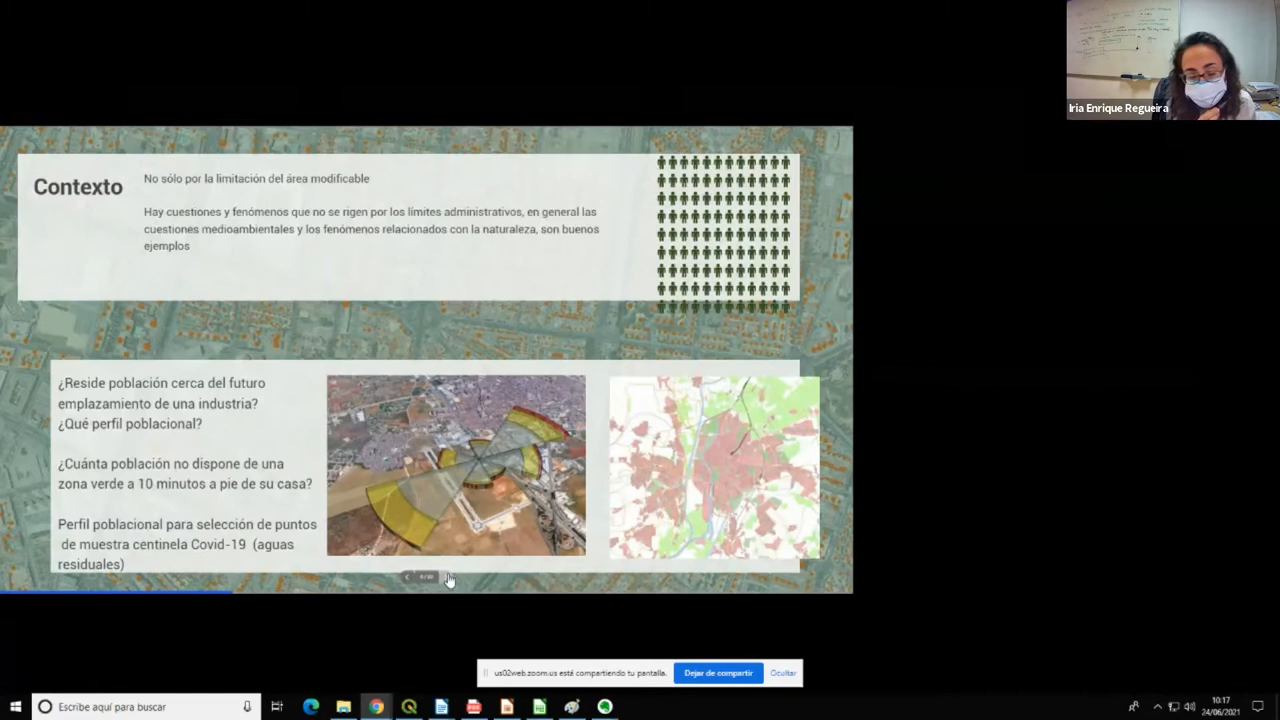 Iria Enrique Regueira
Contexto
No sólo por la limitación del área modificable
Hay cuestiones y fenómenos que no se rigen por los límites administrativos, en general las
cuestiones medioambientales y los fenómenos relacionados con la naturaleza, son buenos
ejemplos
¿Reside población cerca del futuro
emplazamiento de una industria?
¿Qué perfil poblacional?
¿Cuánta población no dispone de una
zona verde a 10 minutos a pie de su casa?
Perfil poblacional para selección de puntos
de muestra centinela Covid-19 (aguas
residuales)
us02web.zoom.us está compartiendo tu pantalla.
Dejar de compartir
Ocultar
Escribe aquí para buscar
10:17
24/06/2021